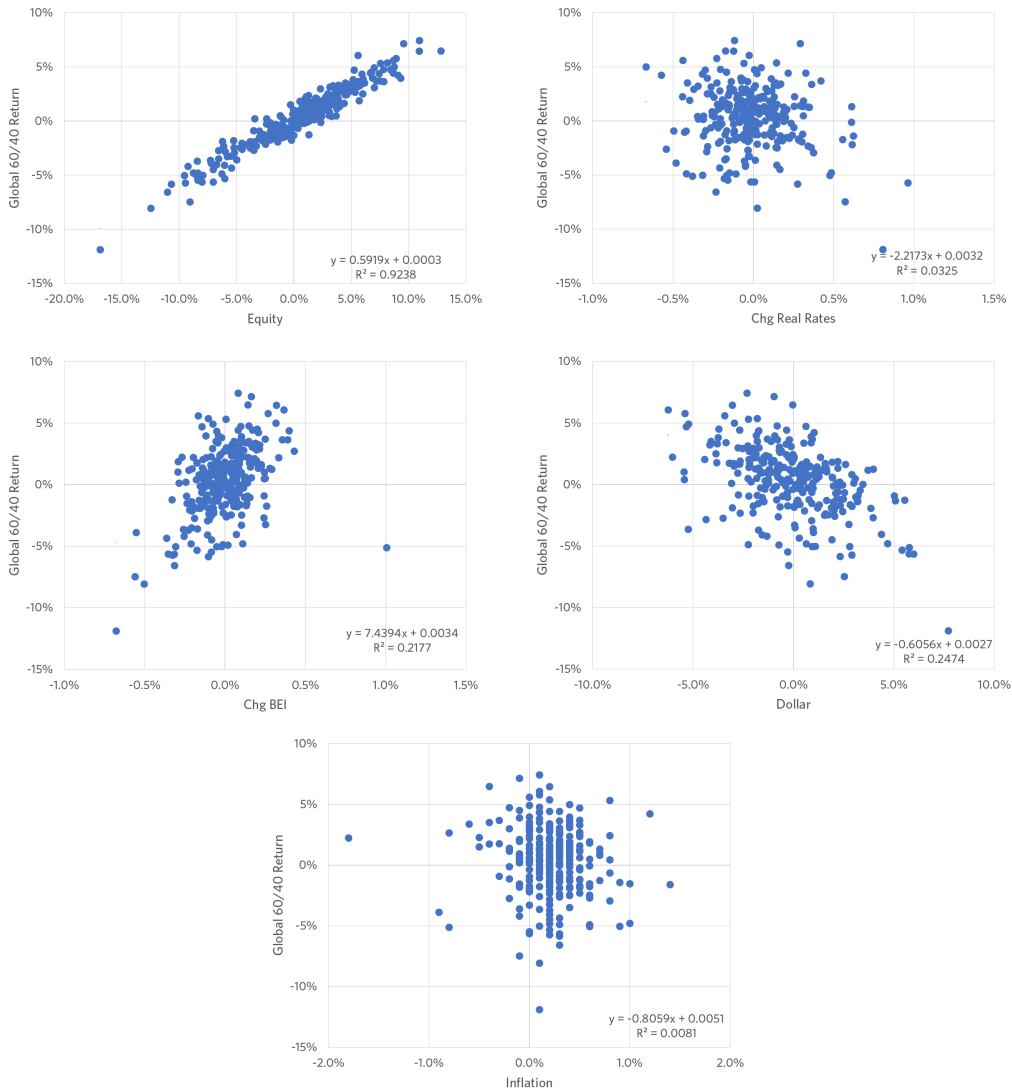 10%
5%
0%
-5%
-10%
-15%
Global 60/40 Return
-20.0% -15.0% -10.0% -5.0% 0.0% 5.0% 10.0% 15.0%
Equity
y = 0.5919x + 0.0003
R² = 0.9238
10%
5%
0%
-5%
-10%
-15%
Global 60/40 Return
-1.0% -0.5% 0.0% 0.5% 1.0% 1.5%
Chg Real Rates
y = -2.2173x + 0.0032
R² = 0.0325
10%
5%
0%
-5%
-10%
-15%
Global 60/40 Return
-1.0% -0.5% 0.0% 0.5% 1.0% 1.5%
Chg BEI
y = 7.4394x + 0.0034
R² = 0.2177
10%
5%
0%
-5%
-10%
-15%
Global 60/40 Return
-10.0% -5.0% 0.0% 5.0% 10.0%
Dollar
y = -0.6056x + 0.0027
R² = 0.2474
10%
5%
0%
-5%
-10%
-15%
Global 60/40 Return
-2.0% -1.0% 0.0% 1.0% 2.0%
Inflation
y = -0.8059x + 0.0051
R² = 0.0081